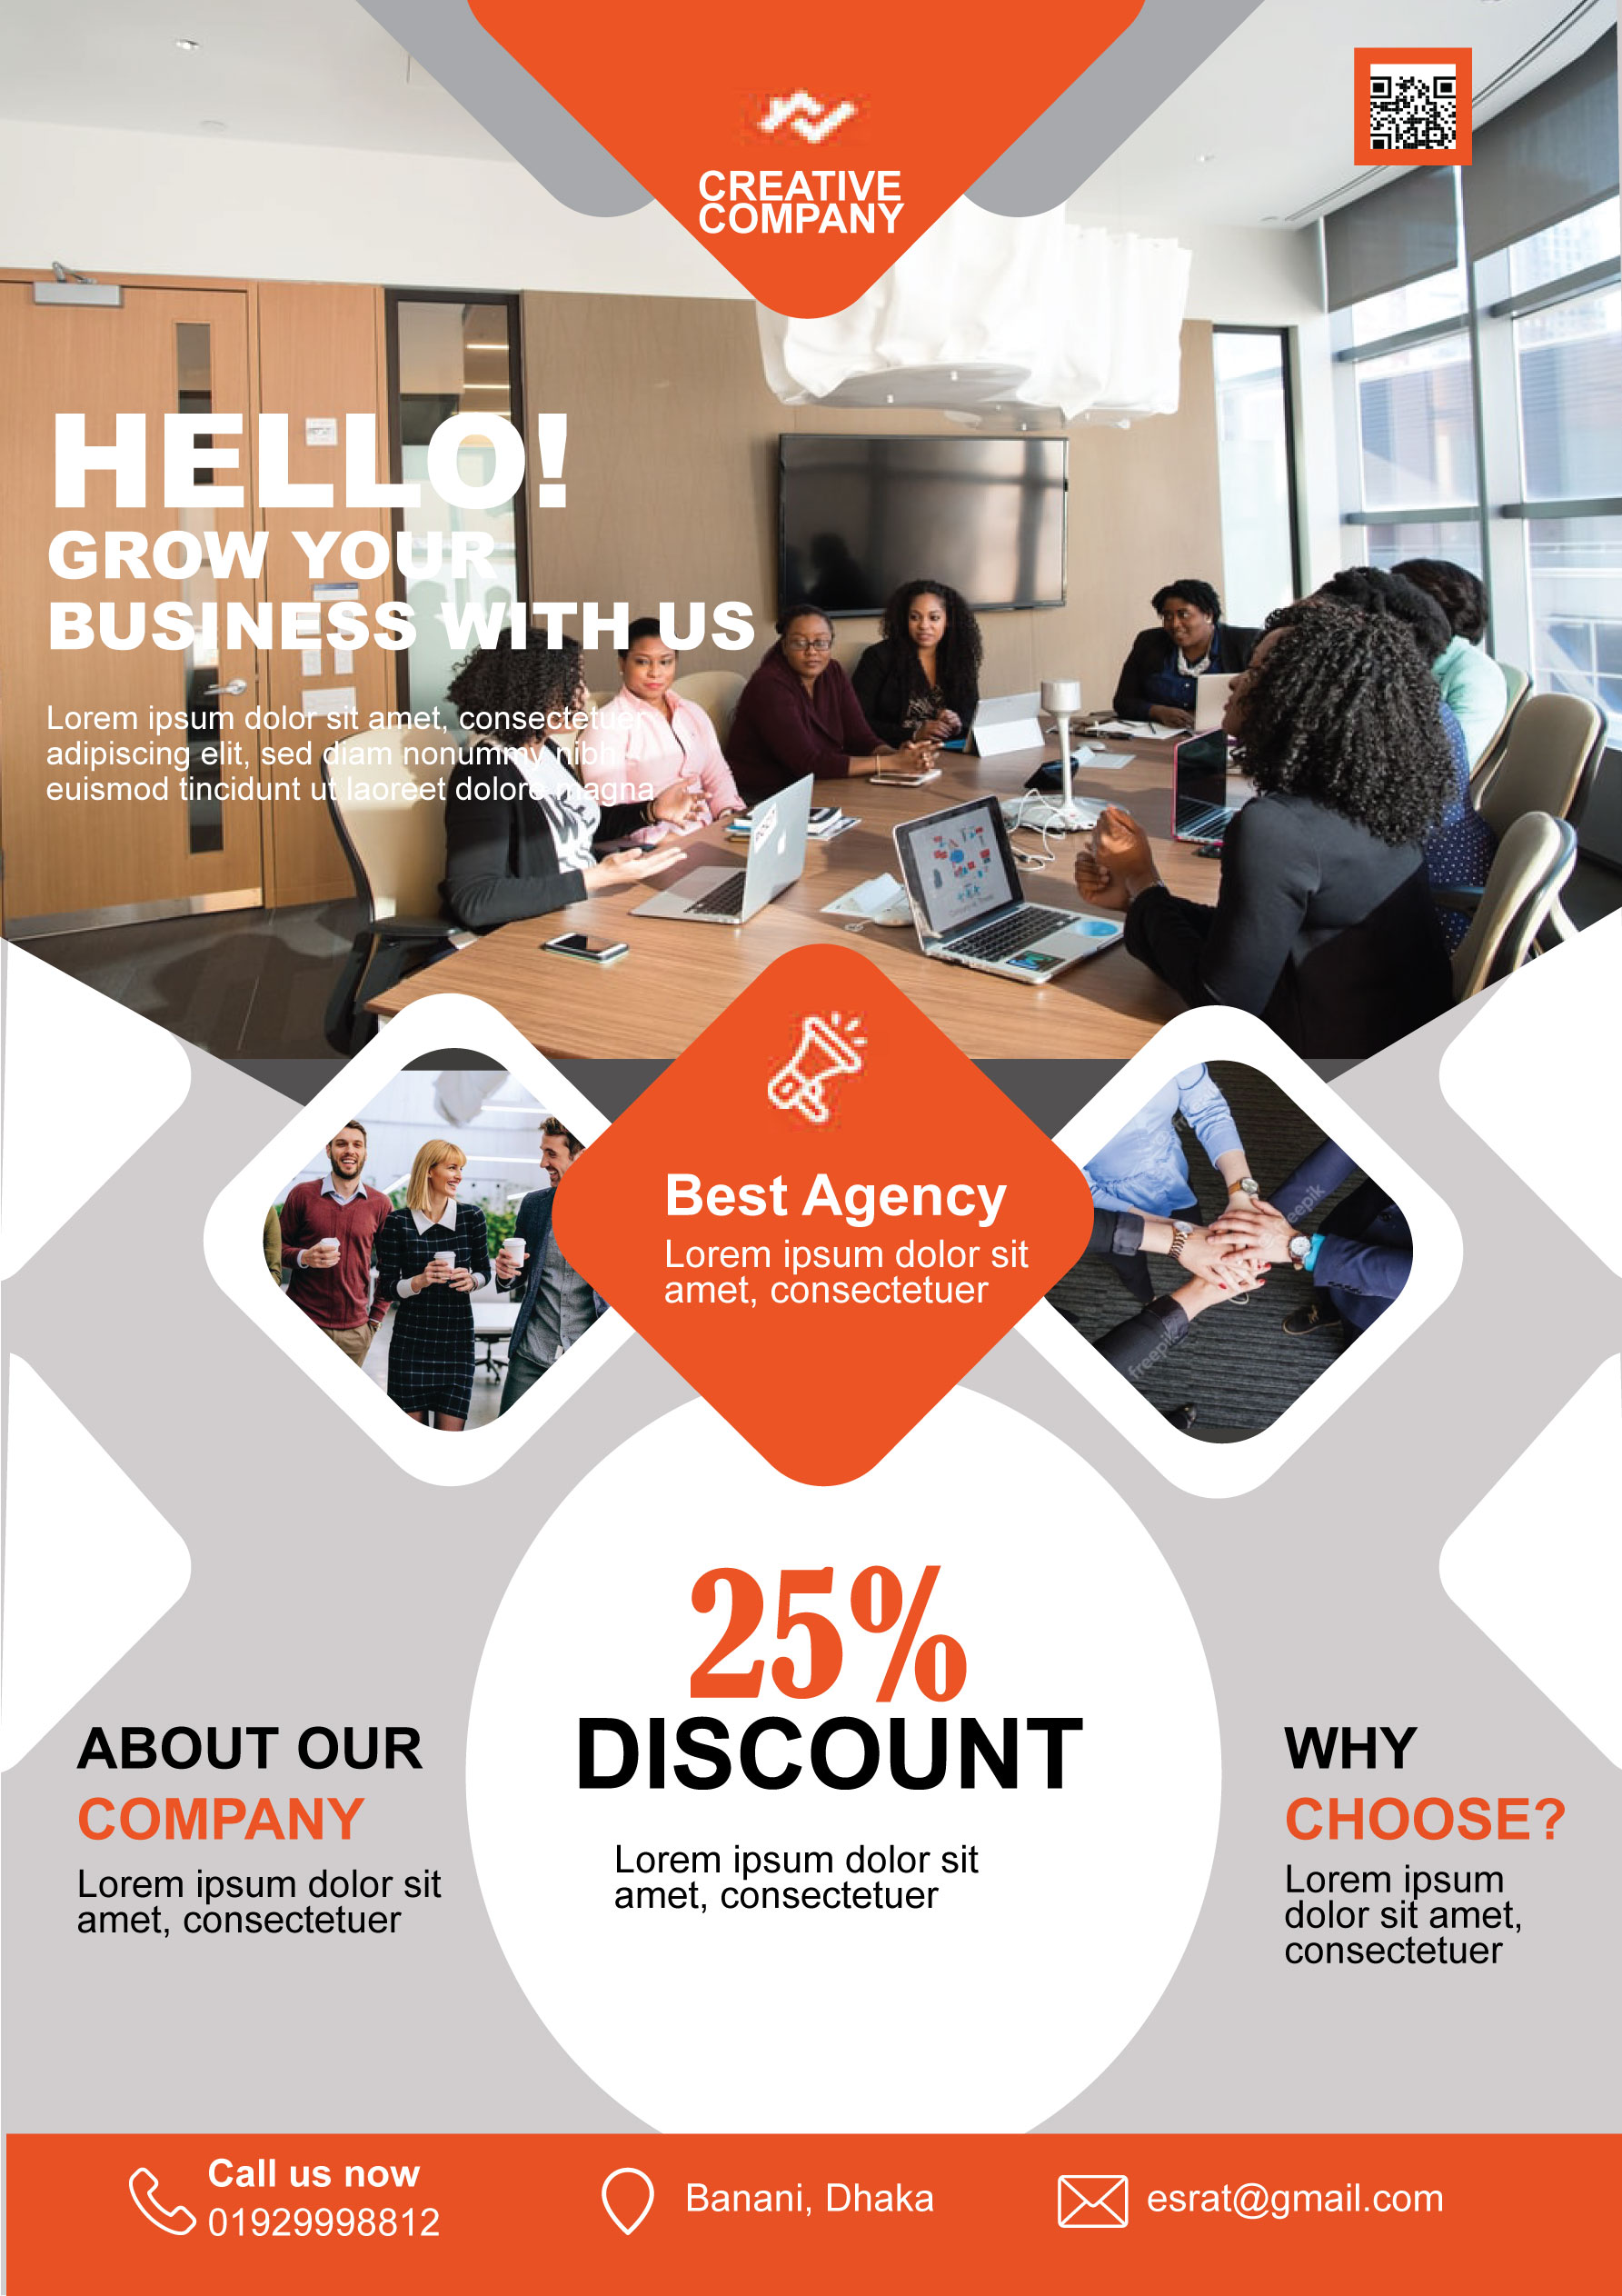 CREATIVE
COMPANY
HELLO!
GROW YOUR
BUSINESS WITH US
Lorem ipsum dolor sit amet, consectetuer
adipiscing elit, sed diam nonummy nibh
euismod tincidunt ut laoreet dolore magna
Best Agency
Lorem ipsum dolor sit
amet, consectetuer
freepik
freepik
25%
DISCOUNT
Lorem ipsum dolor sit
amet, consectetuer
ABOUT OUR
COMPANY
Lorem ipsum dolor sit
amet, consectetuer
WHY
CHOOSE?
Lorem ipsum
dolor sit amet,
consectetuer
Call us now
01929998812
Banani, Dhaka
esrat@gmail.com